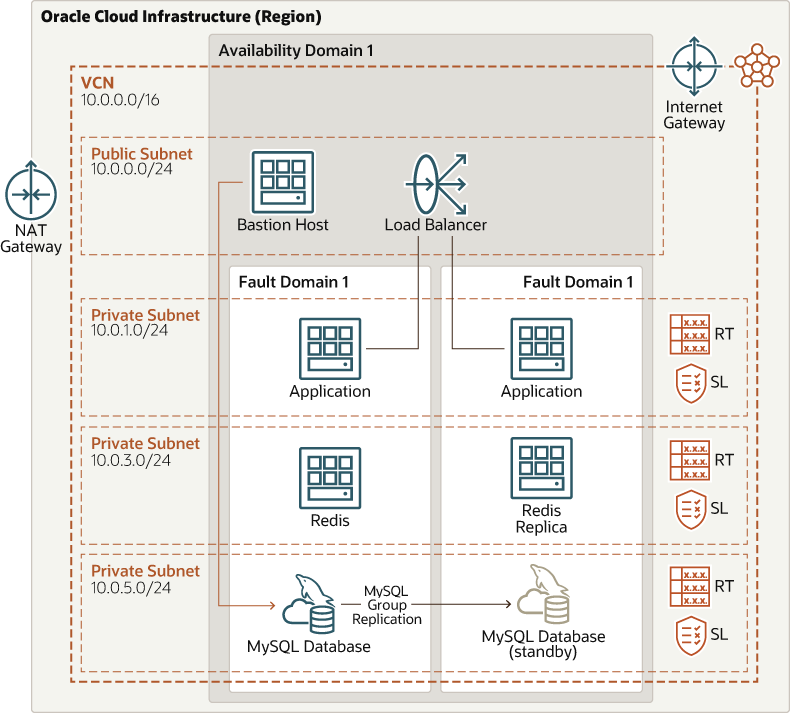 Oracle Cloud Infrastructure (Region)
Availability Domain 1
VCN
10.0.0.0/16
Internet
Gateway
Public Subnet
10.0.0.0/24
NAT
Gateway
Bastion Host
Load Balancer
Fault Domain 1
Fault Domain 1
Private Subnet
10.0.1.0/24
Application
Application
x.x.x.
x.x.x.
x.x.x.
RT
SL
Private Subnet
10.0.3.0/24
Redis
Redis
Replica
x.x.x.
x.x.x.
x.x.x.
RT
SL
Private Subnet
10.0.5.0/24
MySQL Database
MySQL
Group
Replication
MySQL Database
(standby)
x.x.x.
x.x.x.
x.x.x.
RT
SL